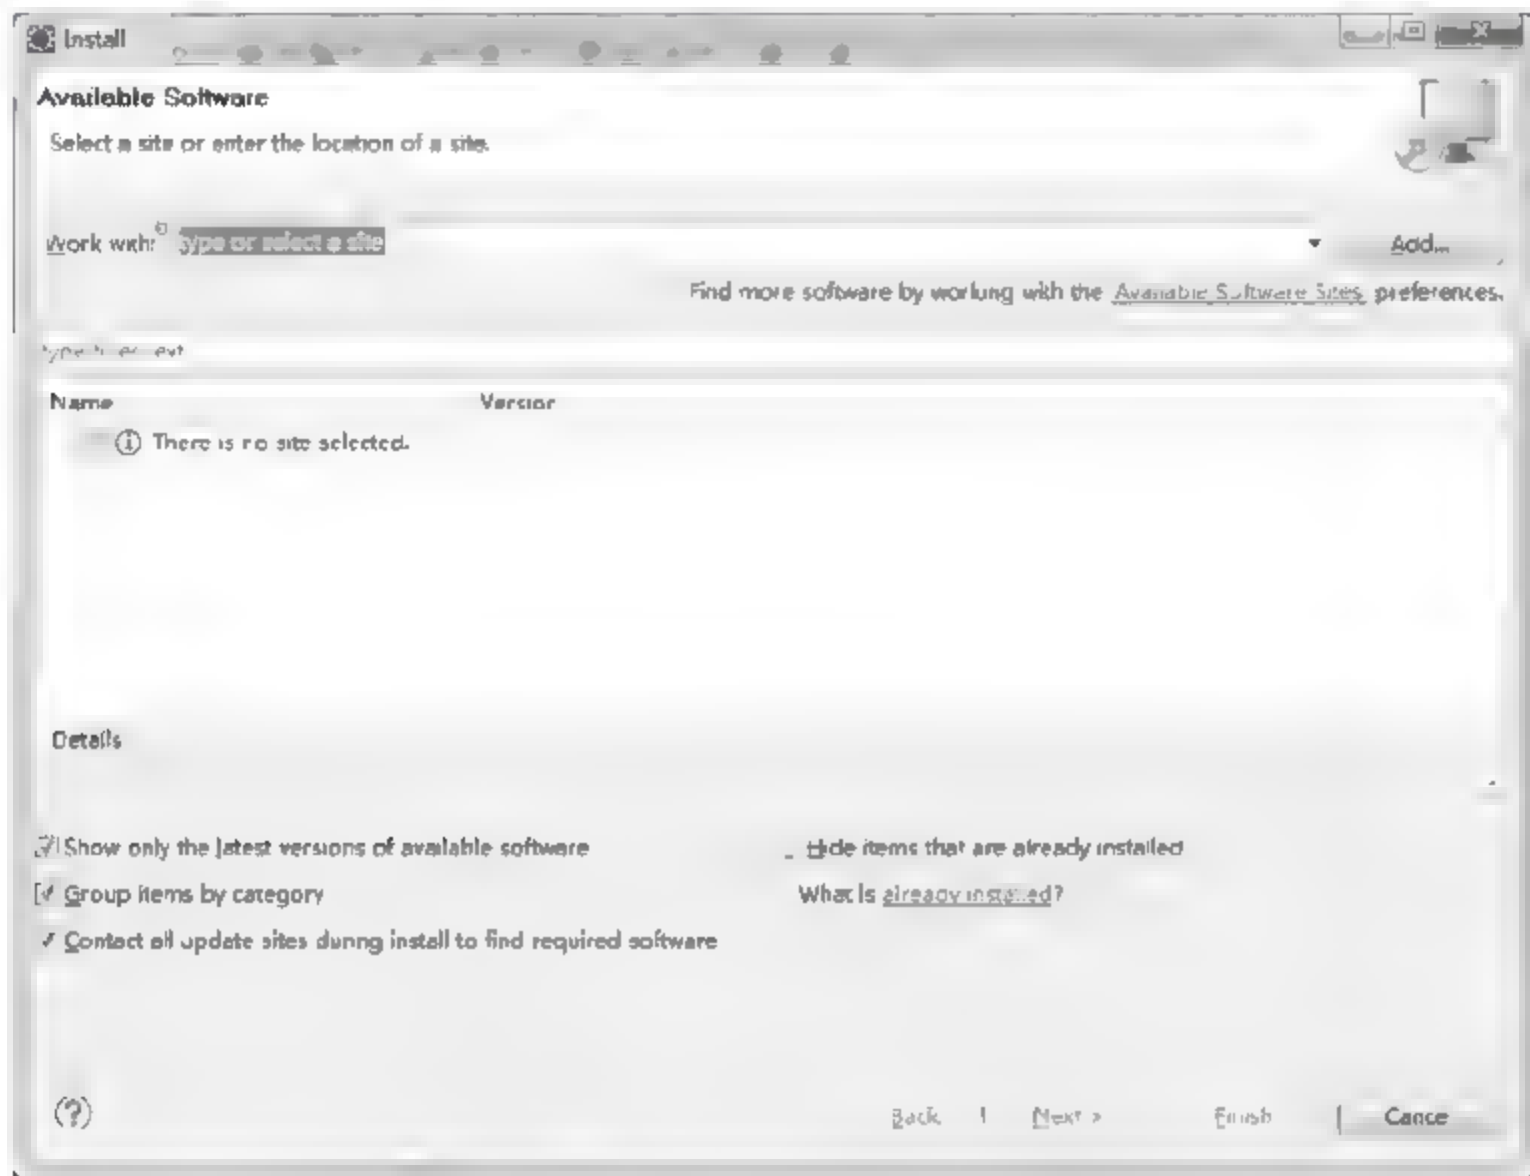 Install
Available Software
Select a site or enter the location of a site.
Work with: type or select a site Add...
Find more software by working with the Available Software Sites preferences.
type filter text
Name Version
There is no site selected.
Details
Show only the latest versions of available software Hide items that are already installed
Group items by category What is already installed?
Contact all update sites during install to find required software
Back Next > Finish Cancel